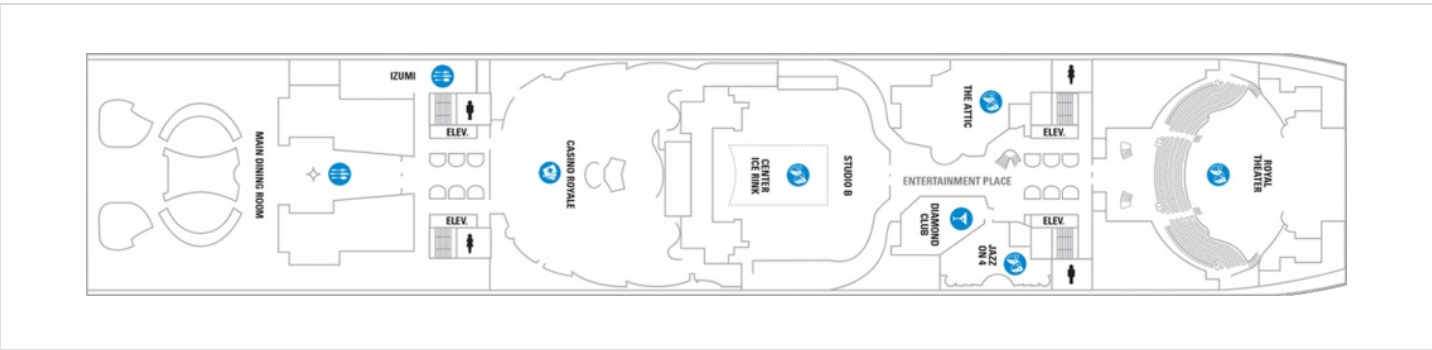 IZUMI
ELEV.
MAIN DINING ROOM
ELEV.
CASINO ROYALE
CENTER
ICE RINK
STUDIO B
THE ATTIC
ELEV.
ENTERTAINMENT PLACE
DIAMOND
CLUB
JAZZ
ON 4
ELEV.
ROYAL
THEATER